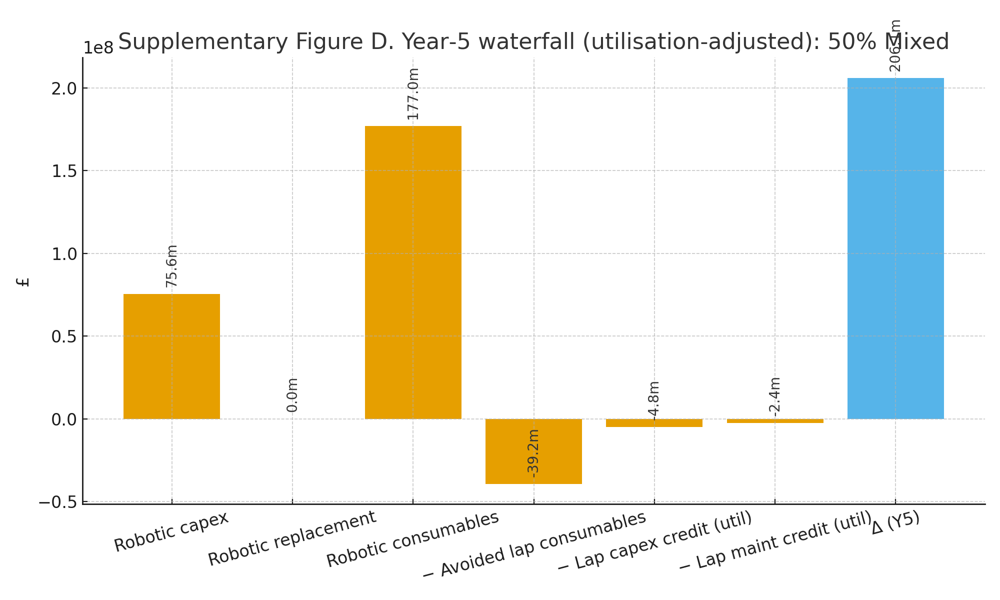 Supplementary Figure D. Year-5 waterfall (utilisation-adjusted): 50% Mixed
1e8
206.1m
2.0
177.0m
1.5
1.0
75.6m
£
0.5
0.0m
-4.8m
-2.4m
0.0
-39.2m
−0.5
Robotic capex
Robotic replacement
Robotic consumables
− Avoided lap consumables
− Lap capex credit (util)
− Lap maint credit (util)
Δ (Y5)